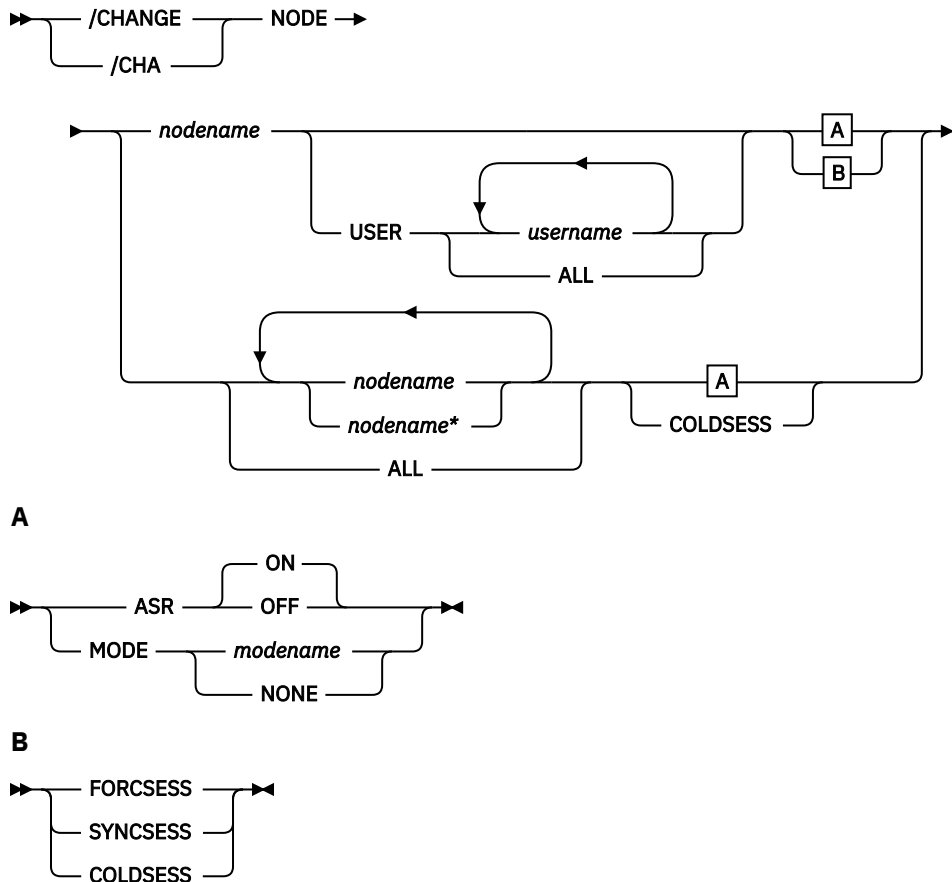 /CHANGE NODE
/CHA
nodename A
B
USER username
ALL
nodename A
nodename* COLDSESS
ALL
A
ON
ASR OFF
MODE modename
NONE
B
FORCSESS
SYNCSESS
COLDSESS